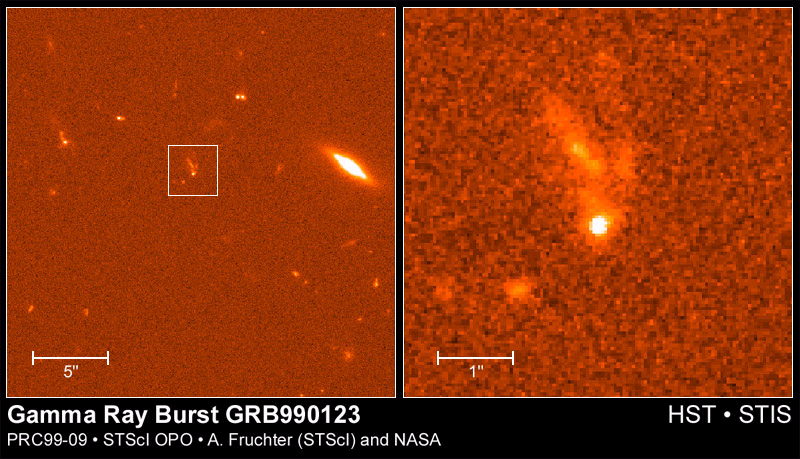 5"
1"
Gamma Ray Burst GRB990123
HST • STIS
PRC99-09 • STScI OPO • A. Fruchter (STScI) and NASA